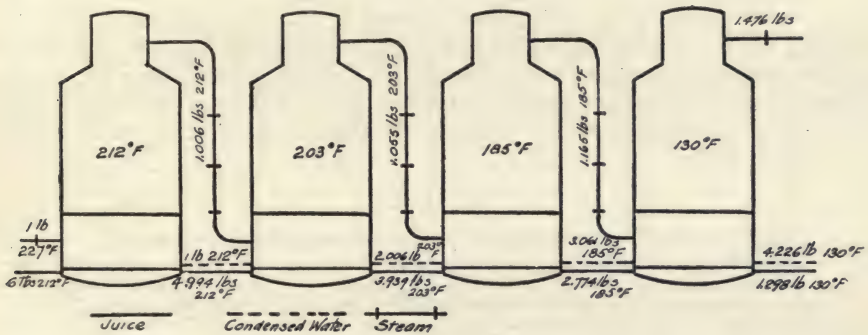 1.476 lbs
1.006 lbs 212°F
1.055 lbs 203°F
1.165 lbs 185°F
212°F
203°F
185°F
130°F
1 lb
227°F
6 lbs 212°F
1 lb 212°F
4.994 lbs
212°F
203°F
2.006 lb
3.939 lbs
203°F
3.061 lbs
185°F
2.774 lbs
185°F
4.226 lb 130°F
1.298 lb 130°F
Juice
Condensed Water
Steam